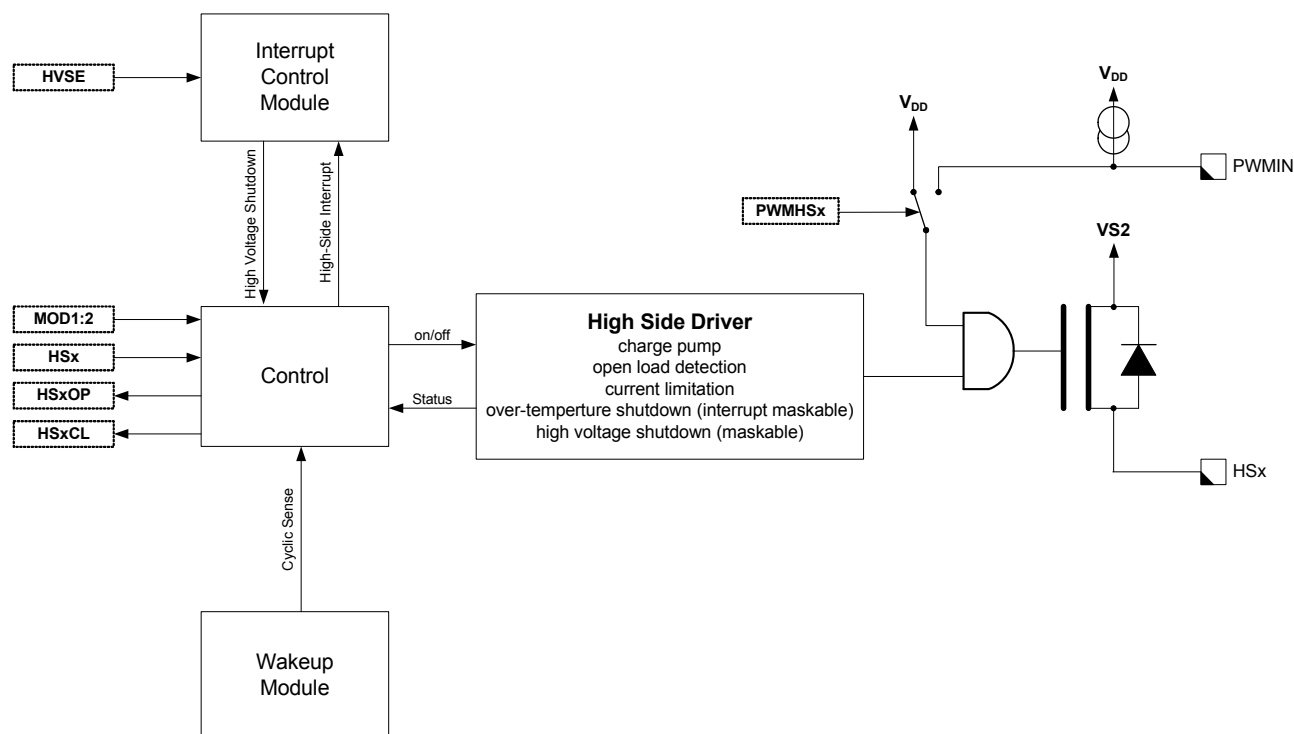 Interrupt
Control
Module
HVSE
High Voltage Shutdown
High-Side Interrupt
VDD
VDD
PWMIN
PWMHSx
VS2
MOD1:2
HSx
HSxOP
HSxCL
Control
on/off
Status
High Side Driver
charge pump
open load detection
current limitation
over-temperture shutdown (interrupt maskable)
high voltage shutdown (maskable)
HSx
Cyclic Sense
Wakeup
Module